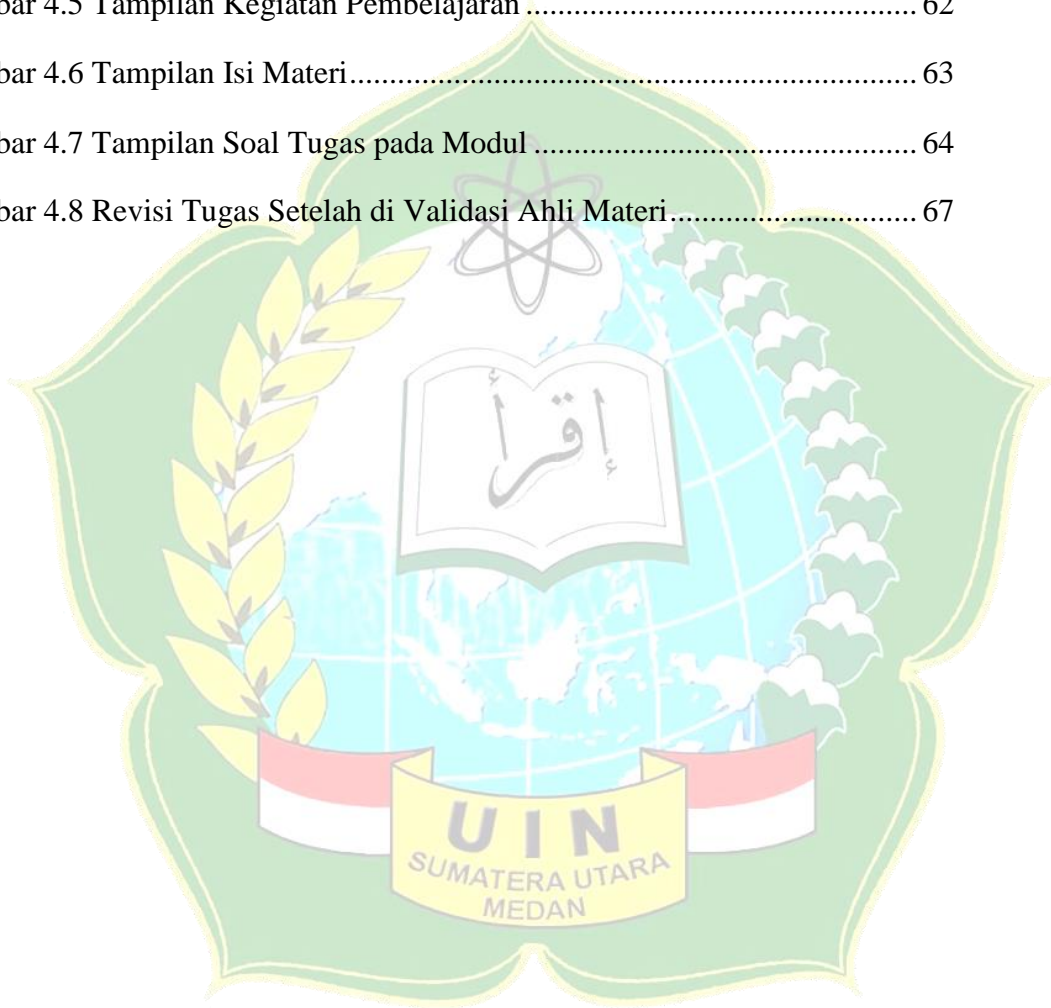 bar 4.5 Tampilan Kegiatan Pembelajaran ................................................ 62
bar 4.6 Tampilan Isi Materi...................................................................... 63
bar 4.7 Tampilan Soal Tugas pada Modul ............................................... 64
bar 4.8 Revisi Tugas Setelah di Validasi Ahli Materi.............................. 67
إقرأ
UIN
SUMATERA UTARA
MEDAN